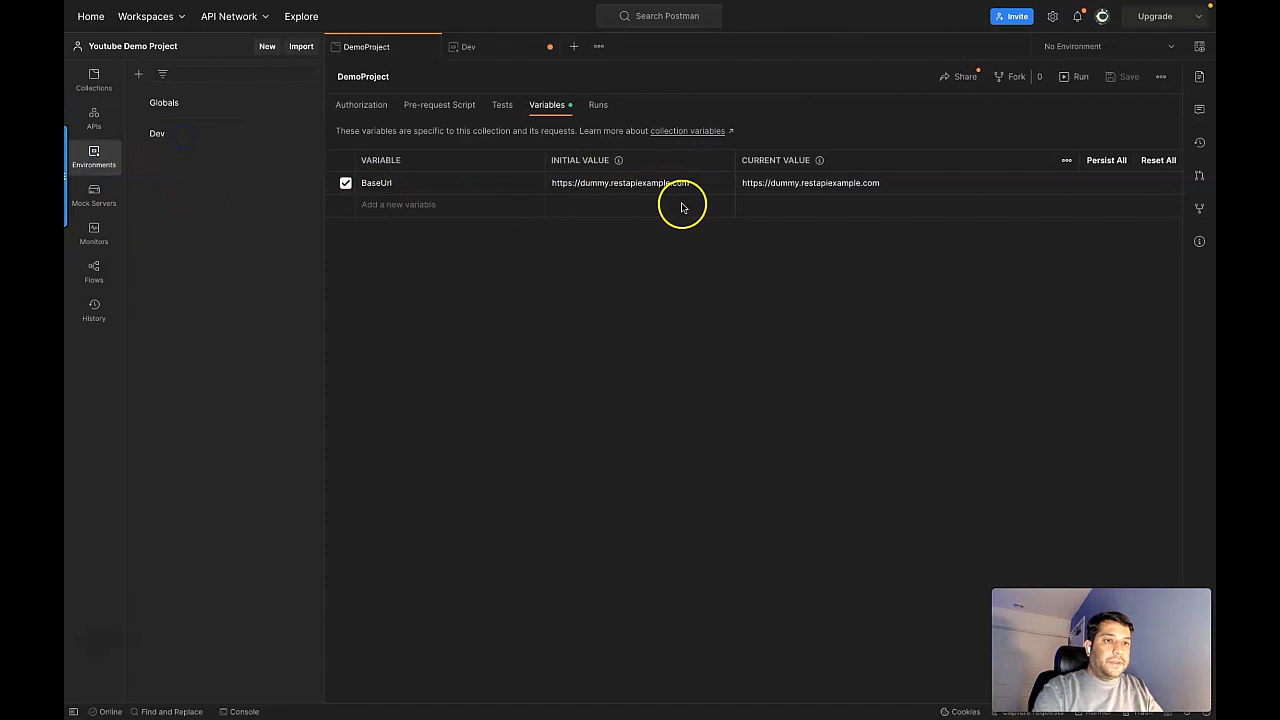 Home Workspaces API Network Explore Search Postman Invite Upgrade
Youtube Demo Project New Import DemoProject Dev No Environment
Collections
APIs
Environments
Mock Servers
Monitors
Flows
History
Globals
Dev
DemoProject Share Fork 0 Run Save
Authorization Pre-request Script Tests Variables Runs
These variables are specific to this collection and its requests. Learn more about collection variables ↗
VARIABLE INITIAL VALUE CURRENT VALUE Persist All Reset All
BaseUrl https://dummy.restapiexample.com https://dummy.restapiexample.com
Add a new variable
Online Find and Replace Console Cookies